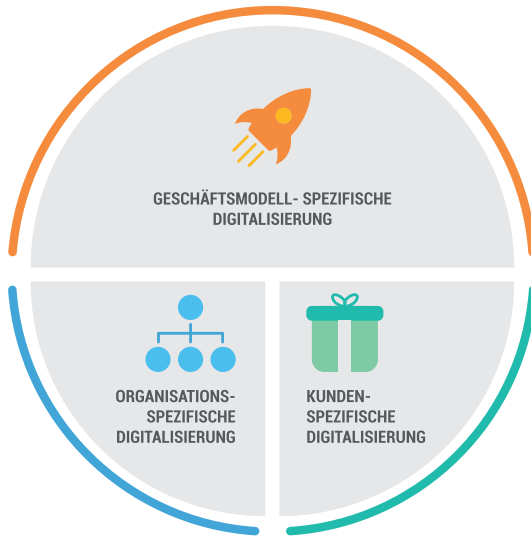 GESCHÄFTSMODELL- SPEZIFISCHE
DIGITALISIERUNG
ORGANISATIONS-
SPEZIFISCHE
DIGITALISIERUNG
KUNDEN-
SPEZIFISCHE
DIGITALISIERUNG